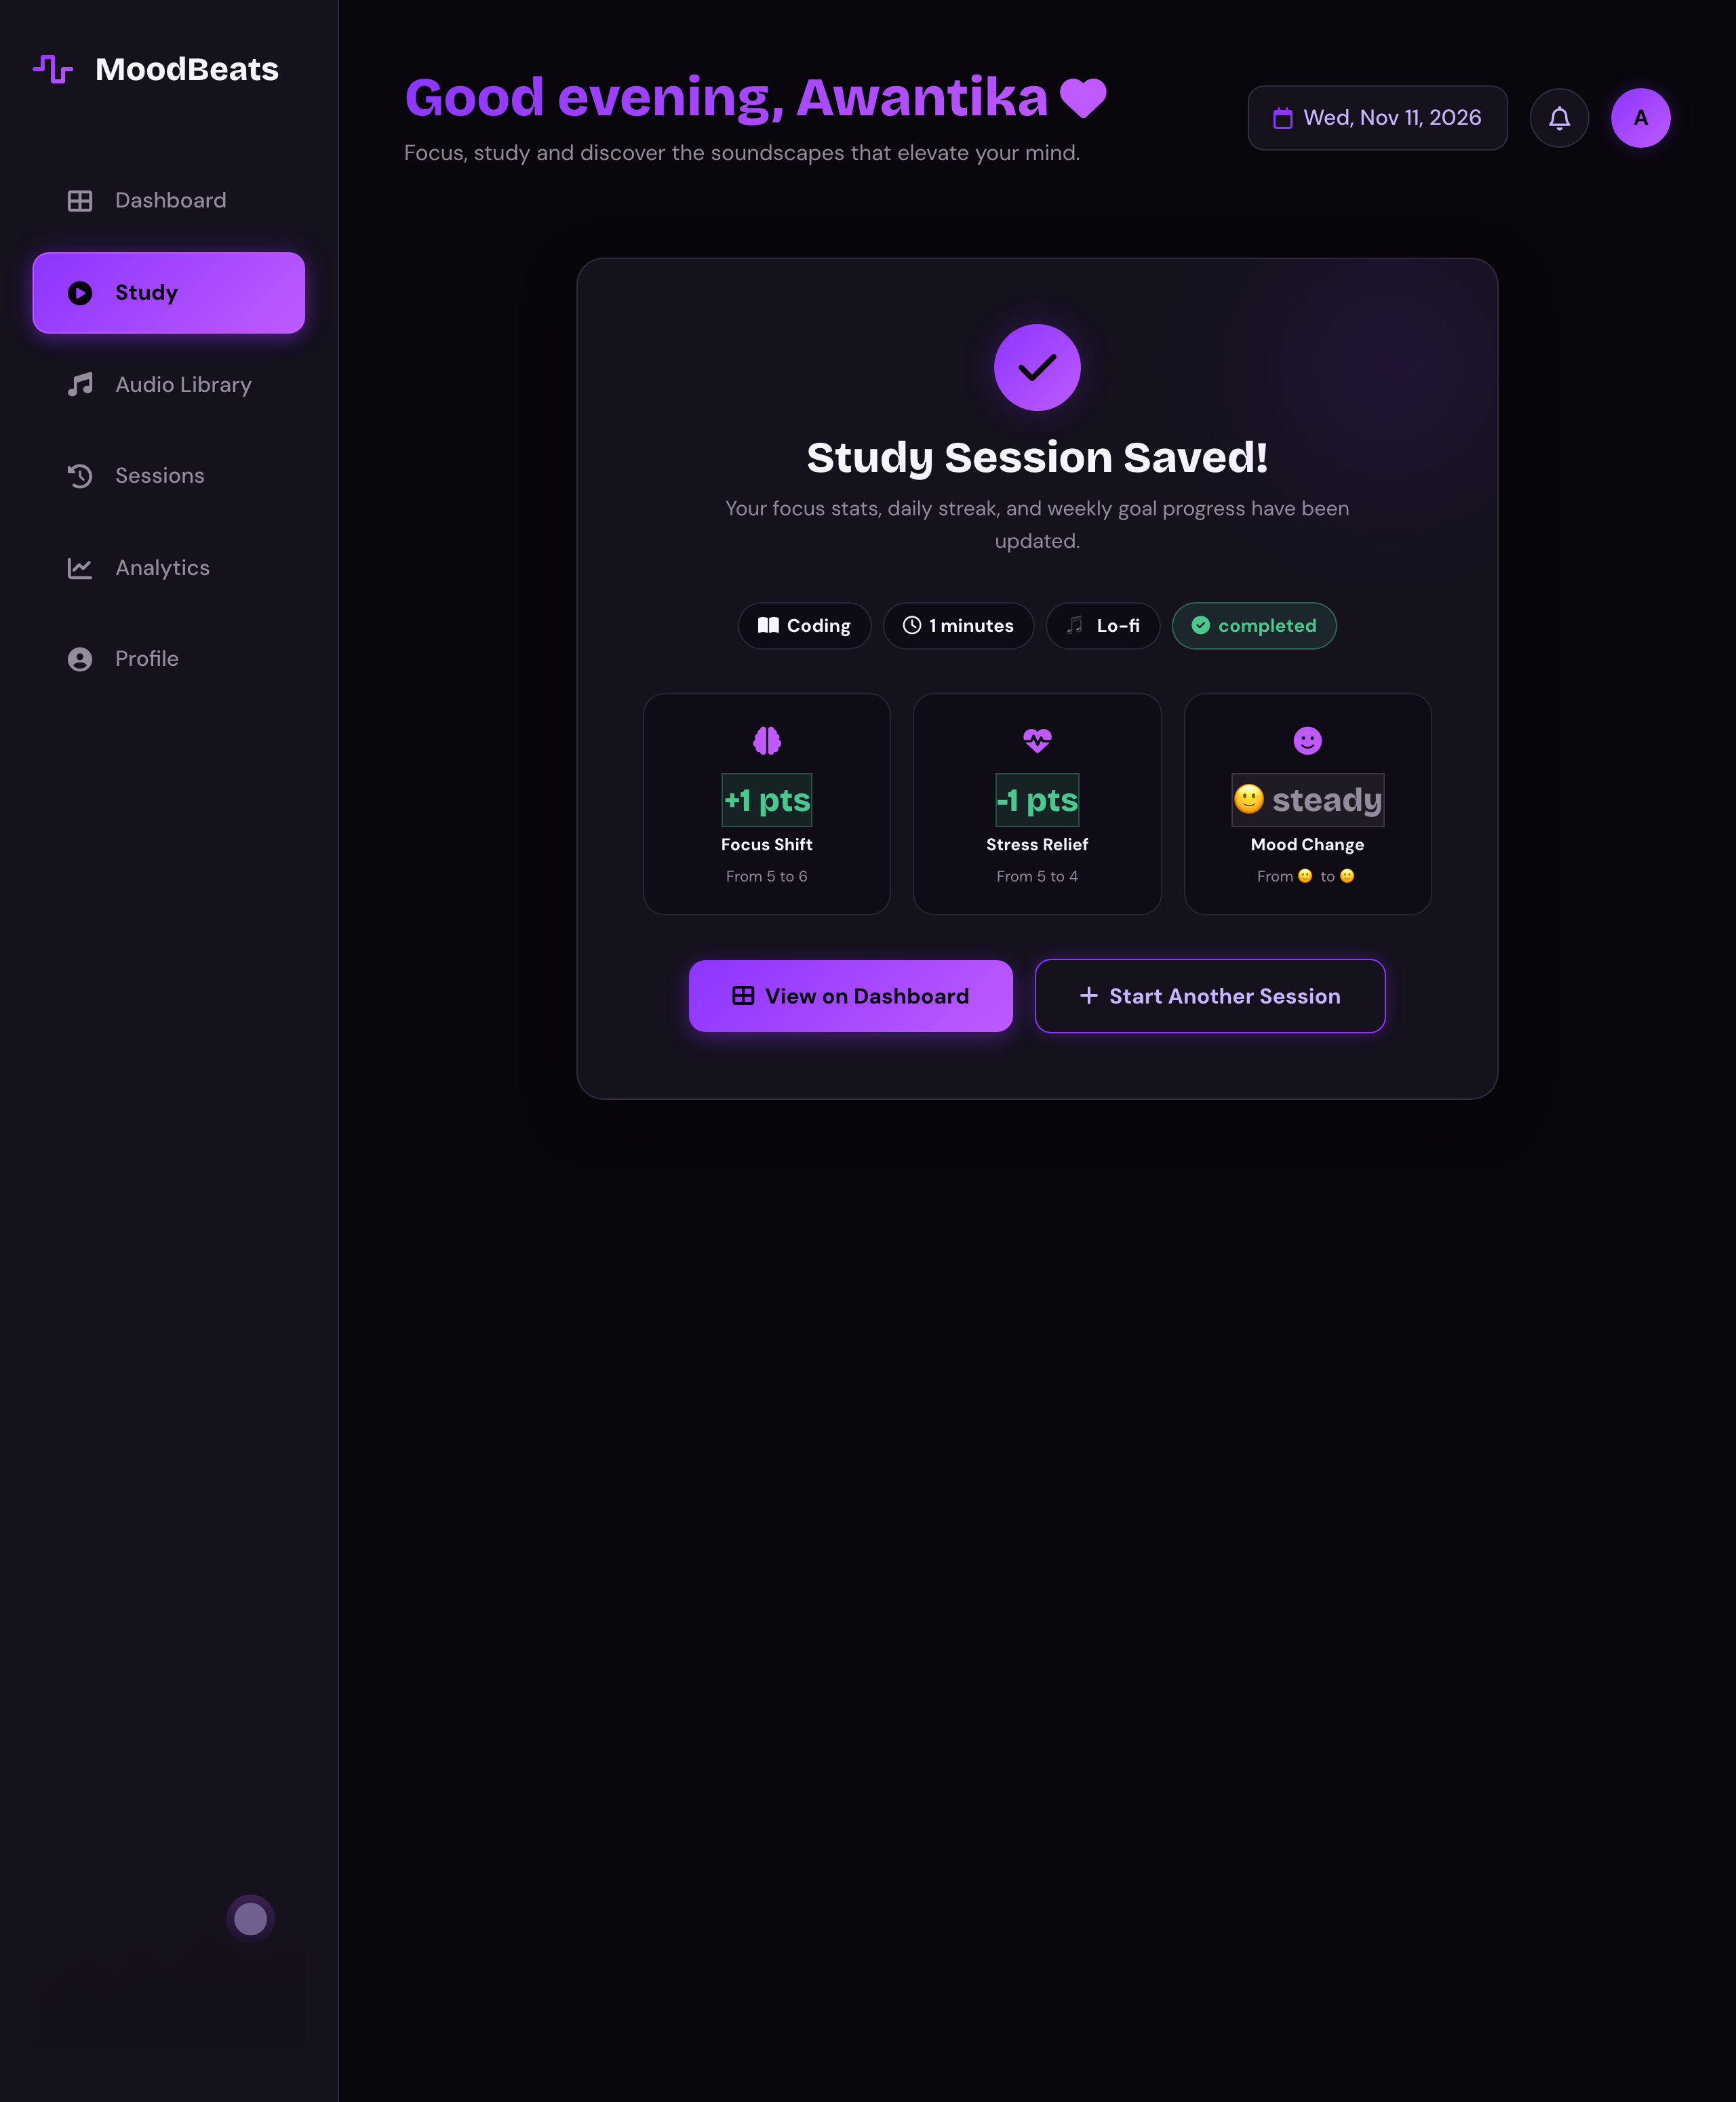 MoodBeats
Dashboard
Study
Audio Library
Sessions
Analytics
Profile
Good evening, Awantika
Focus, study and discover the soundscapes that elevate your mind.
Wed, Nov 11, 2026
A
Study Session Saved!
Your focus stats, daily streak, and weekly goal progress have been
updated.
Coding
1 minutes
Lo-fi
completed
+1 pts
Focus Shift
From 5 to 6
-1 pts
Stress Relief
From 5 to 4
🙂 steady
Mood Change
From 🙂 to 🙂
View on Dashboard
Start Another Session